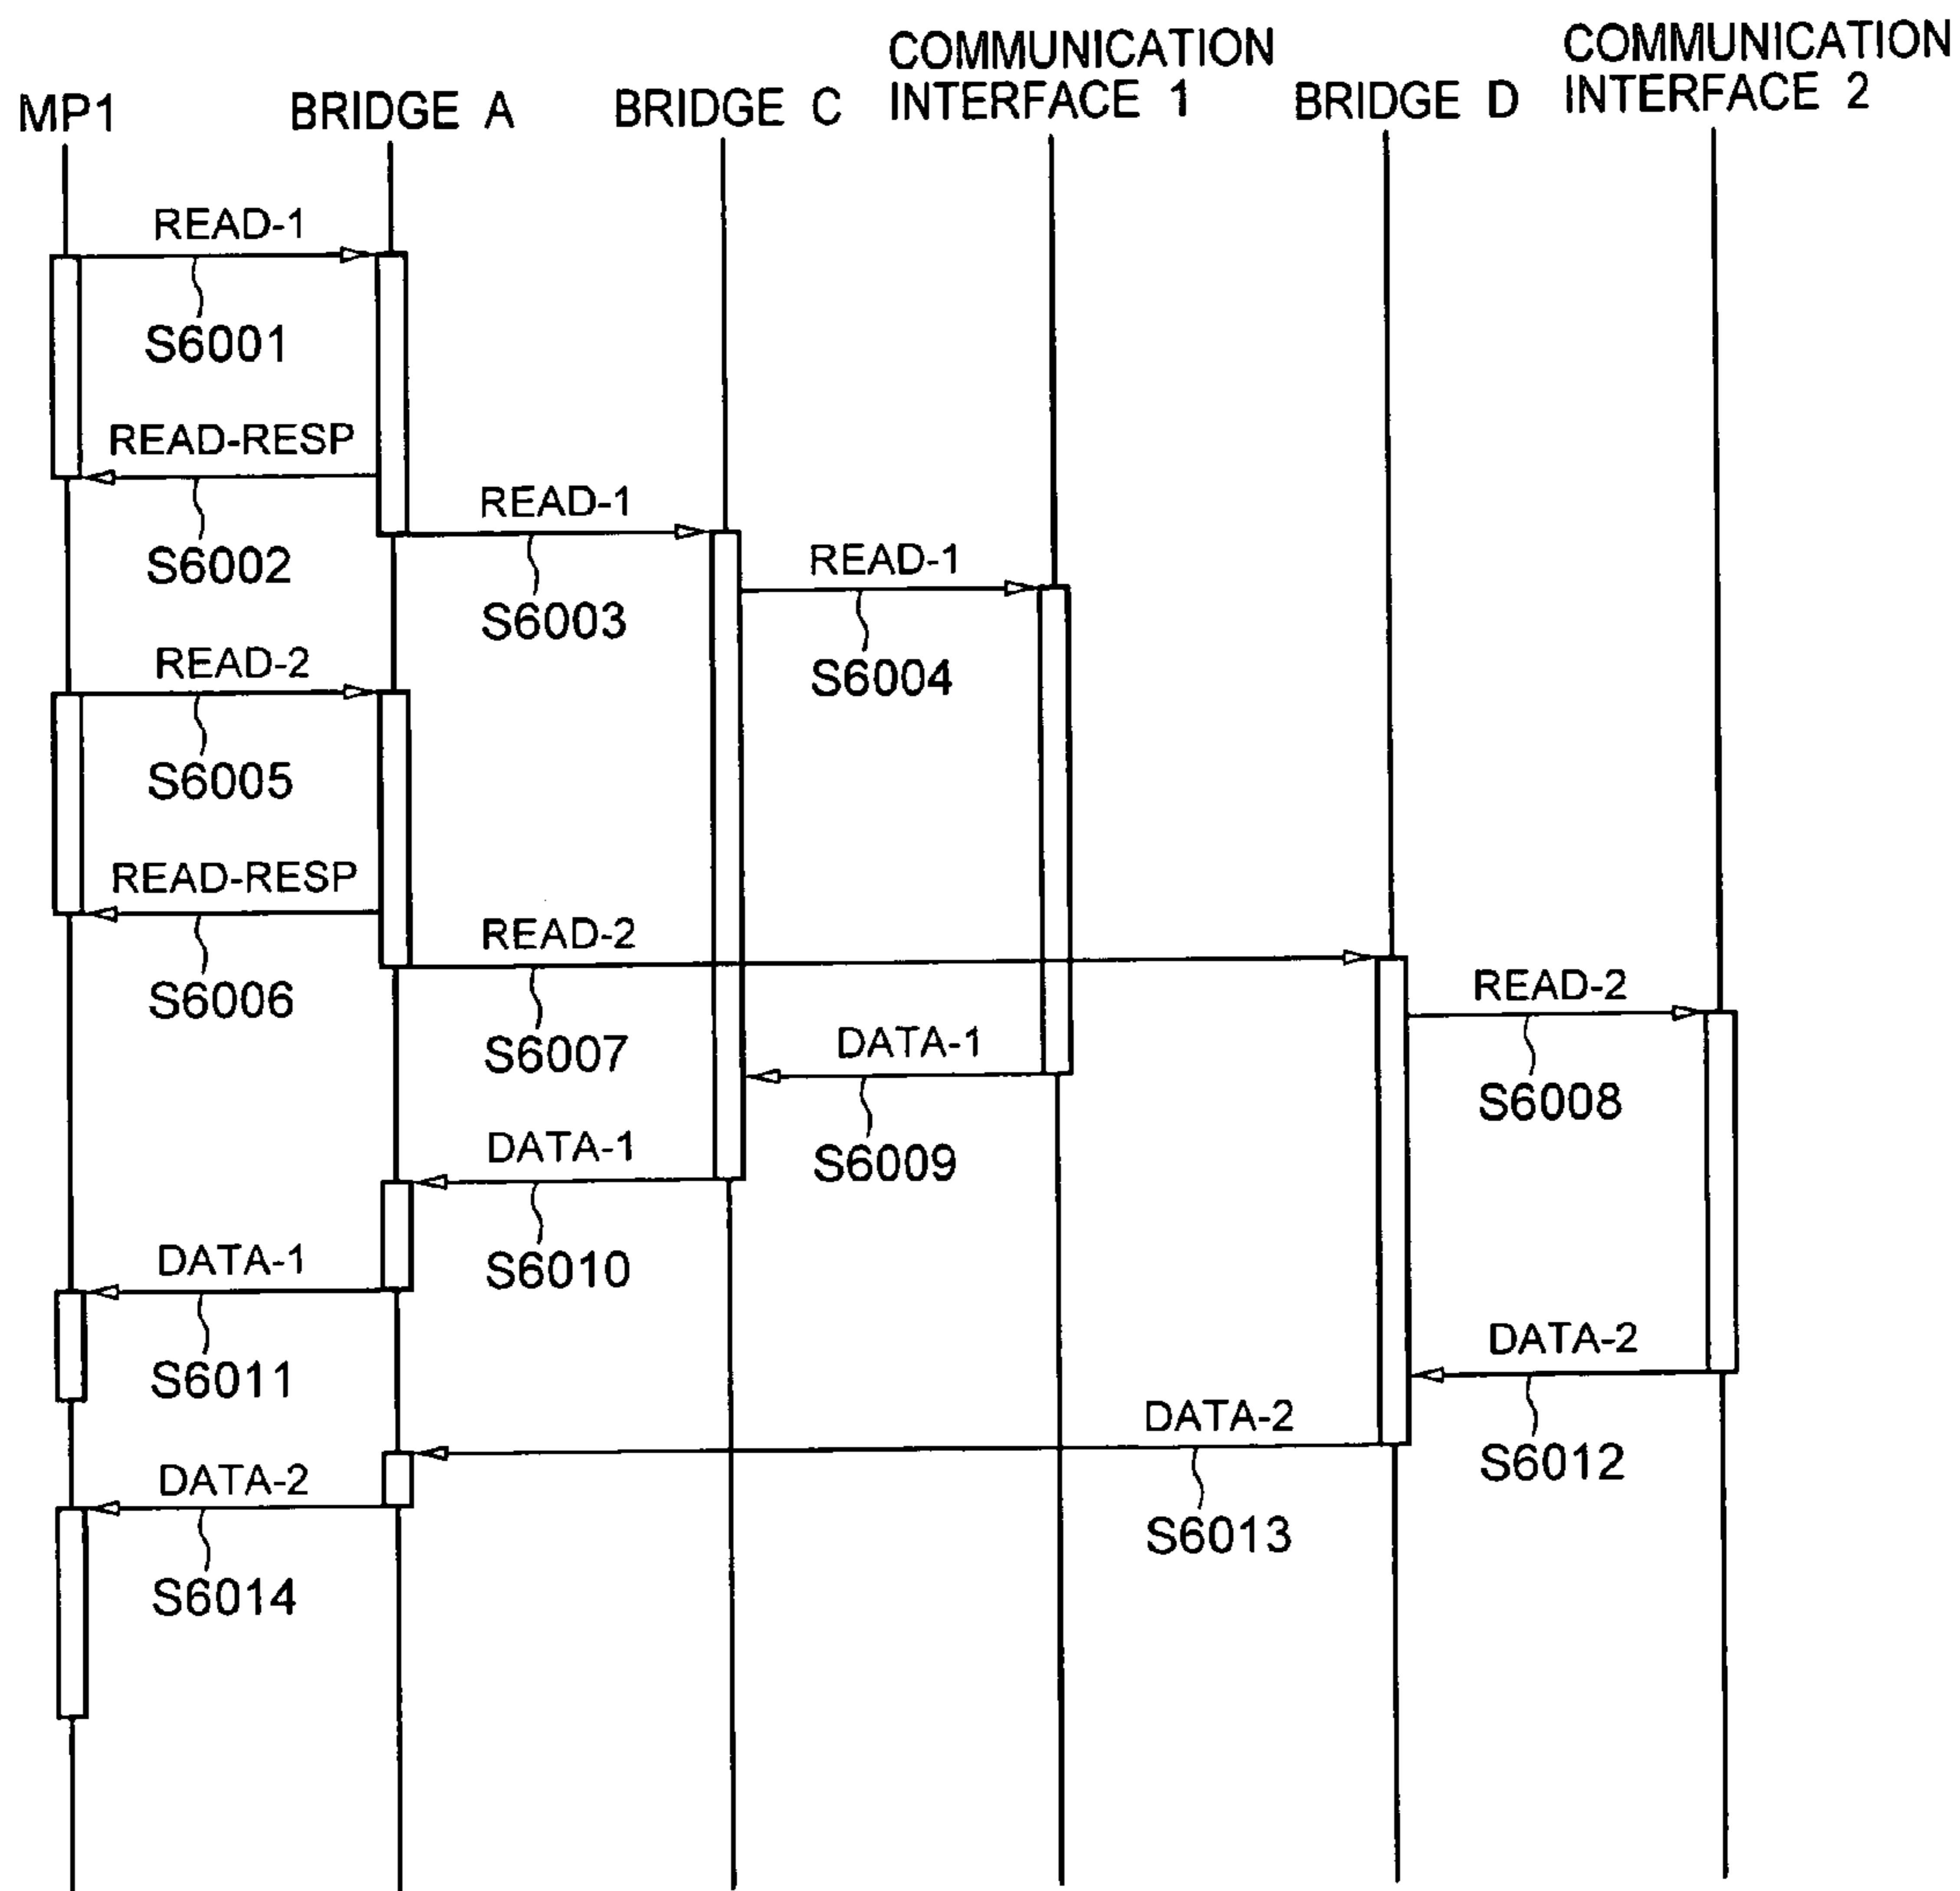 MP1
BRIDGE A
BRIDGE C
COMMUNICATION
INTERFACE 1
BRIDGE D
COMMUNICATION
INTERFACE 2
READ-1
S6001
READ-RESP
S6002
READ-1
S6003
READ-1
S6004
READ-2
S6005
READ-RESP
S6006
READ-2
S6007
READ-2
S6008
DATA-1
S6009
DATA-1
S6010
DATA-1
S6011
DATA-2
S6012
DATA-2
S6013
DATA-2
S6014